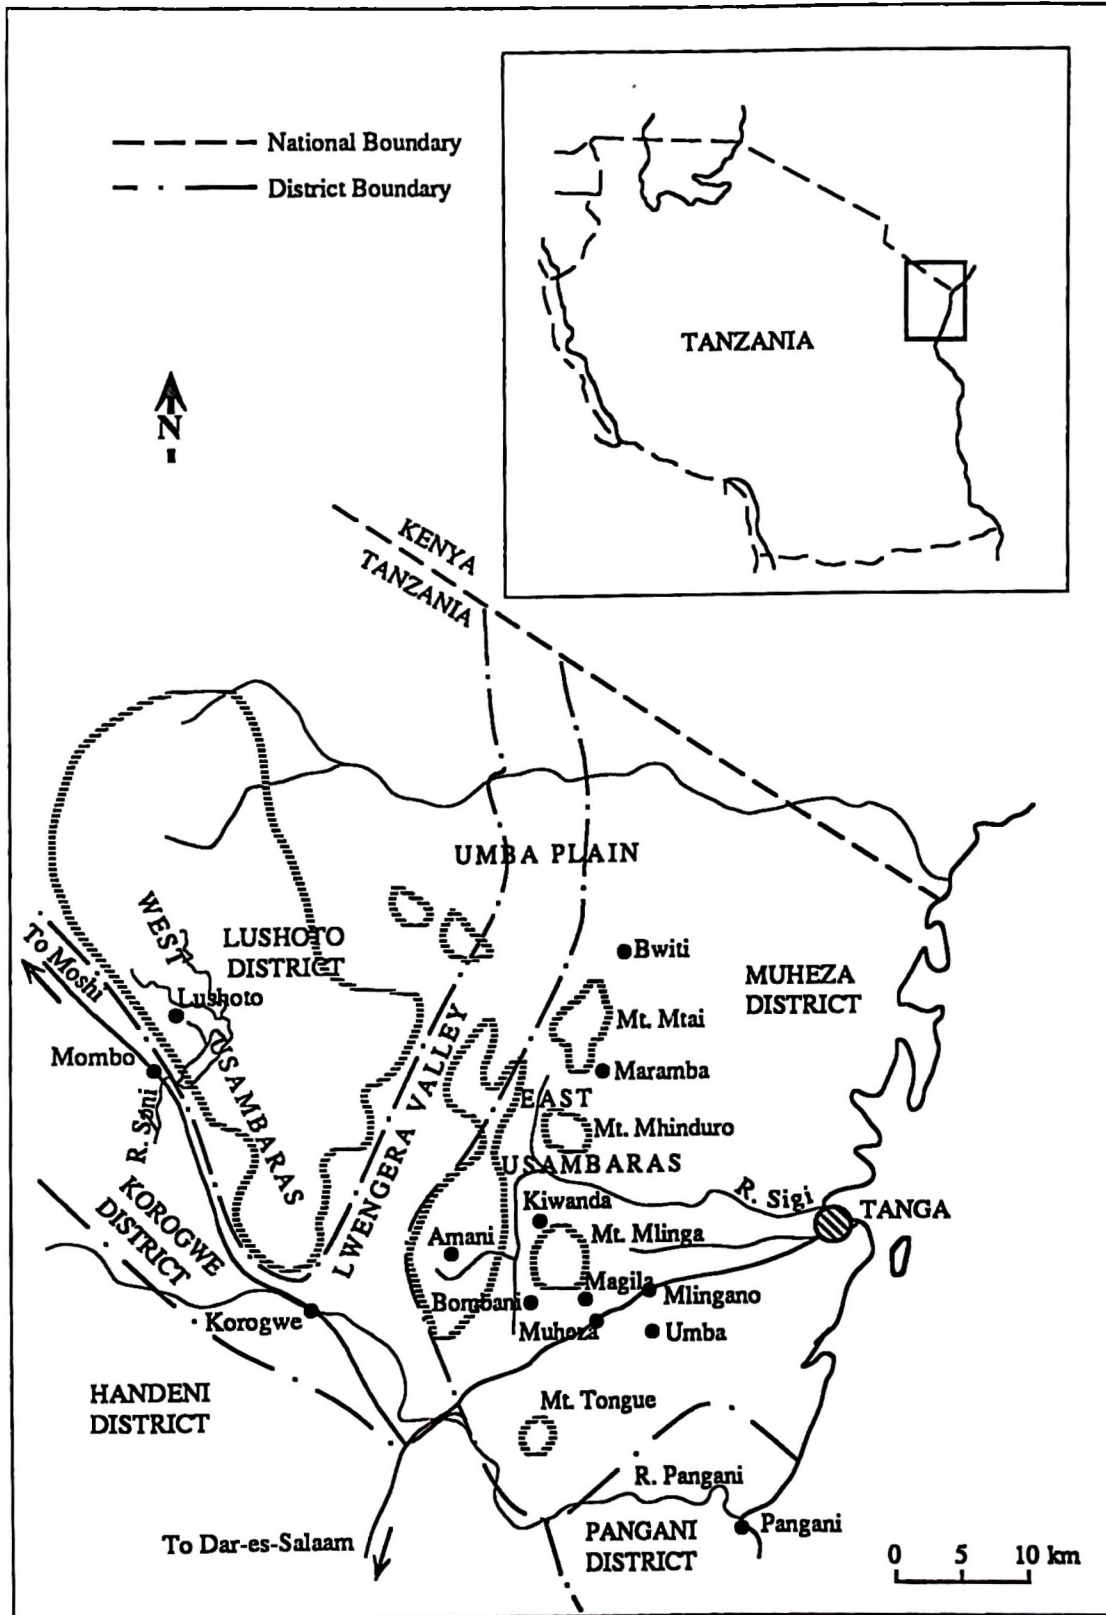 National Boundary
District Boundary
TANZANIA
N
KENYA
TANZANIA
UMBA PLAIN
WEST
USAMBARAS
LUSHOTO
DISTRICT
To Moshi
Lushoto
Mombo
R. Soni
KOROGWE
DISTRICT
LWENGERA VALLEY
Bwiti
MUHEZA
DISTRICT
Mt. Mtai
Maramba
EAST
Mt. Mhinduro
USAMBARAS
R. Sigi
Kiwanda
TANGA
Amani
Mt. Mlinga
Magila
Mlingano
Bombani
Muheza
Umba
Korogwe
HANDENI
DISTRICT
Mt. Tongue
R. Pangani
Pangani
PANGANI
DISTRICT
To Dar-es-Salaam
0 5 10 km